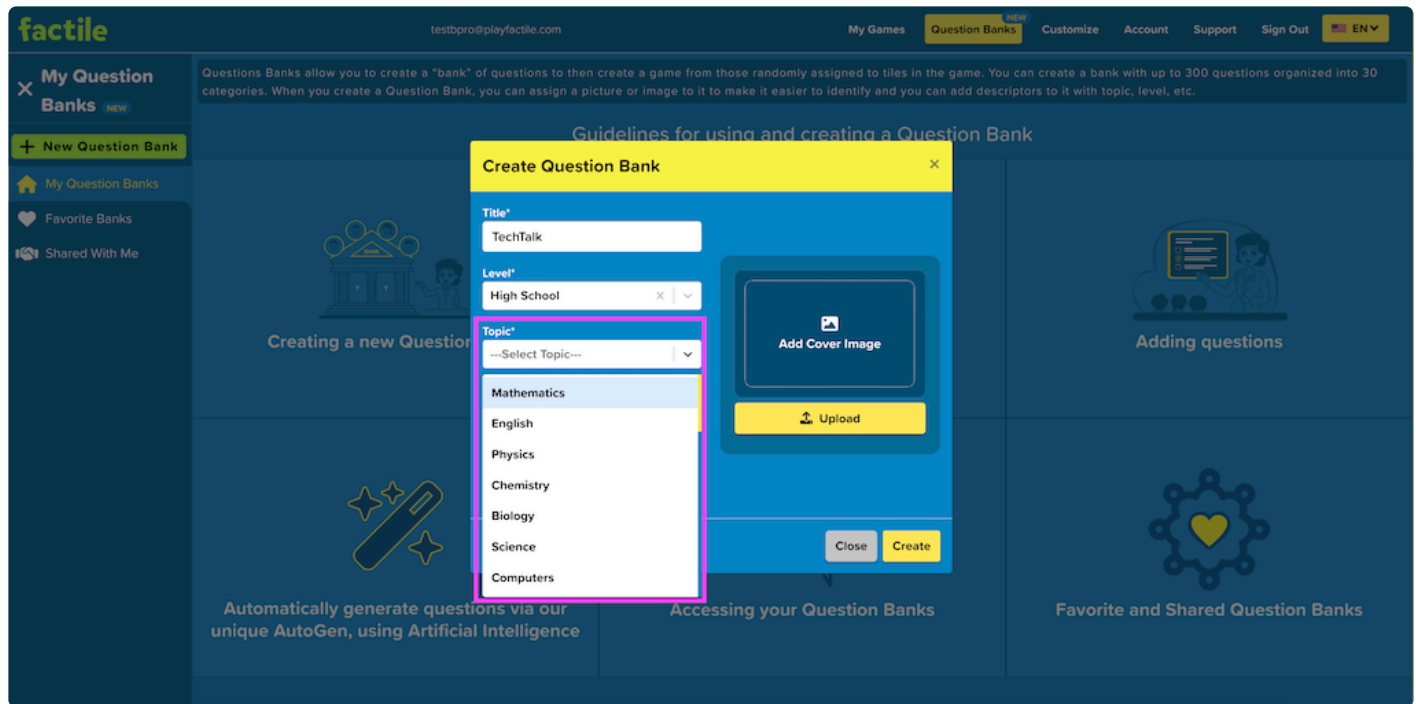 factile
testbpro@playfactile.com
My Games
Question Banks
NEW
Customize
Account
Support
Sign Out
EN
My Question
Banks NEW
+ New Question Bank
My Question Banks
Favorite Banks
Shared With Me
Questions Banks allow you to create a "bank" of questions to then create a game from those randomly assigned to tiles in the game. You can create a bank with up to 300 questions organized into 30
categories. When you create a Question Bank, you can assign a picture or image to it to make it easier to identify and you can add descriptors to it with topic, level, etc.
Guidelines for using and creating a Question Bank
Create Question Bank
×
Title*
TechTalk
Level*
High School
×
Topic*
---Select Topic---
Mathematics
English
Physics
Chemistry
Biology
Science
Computers
Add Cover Image
Upload
Close
Create
BANK
Creating a new Question
Adding questions
Automatically generate questions via our
unique AutoGen, using Artificial Intelligence
Accessing your Question Banks
Favorite and Shared Question Banks